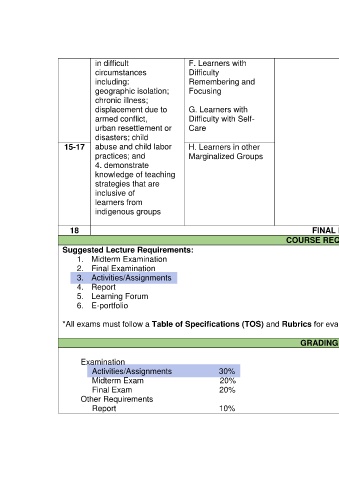 in difficult
circumstances
including:
geographic isolation;
chronic illness;
displacement due to
armed conflict,
urban resettlement or
disasters; child
abuse and child labor
practices; and
4. demonstrate
knowledge of teaching
strategies that are
inclusive of
learners from
indigenous groups
F. Learners with
Difficulty
Remembering and
Focusing
G. Learners with
Difficulty with Self-
Care
15-17
H. Learners in other
Marginalized Groups
18
FINAL
COURSE REQ
Suggested Lecture Requirements:
1. Midterm Examination
2. Final Examination
3. Activities/Assignments
4. Report
5. Learning Forum
6. E-portfolio
*All exams must follow a Table of Specifications (TOS) and Rubrics for eva
GRADING
Examination
Activities/Assignments 30%
Midterm Exam 20%
Final Exam 20%
Other Requirements
Report 10%